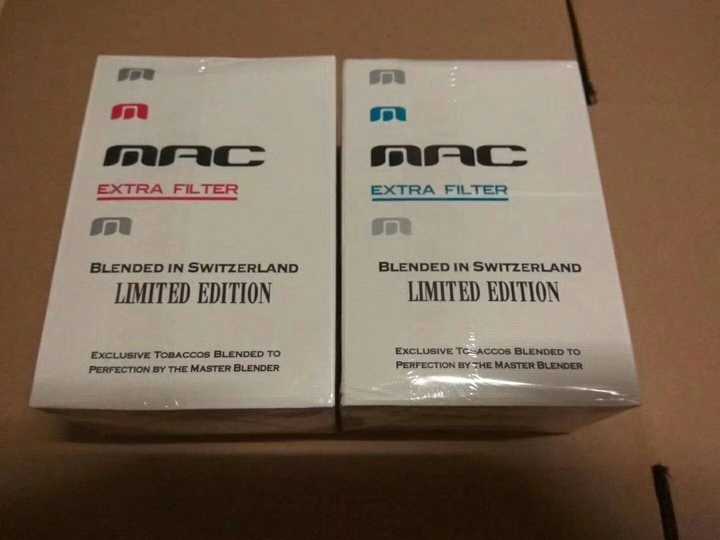 MAC
EXTRA FILTER
BLENDED IN SWITZERLAND
LIMITED EDITION
EXCLUSIVE TOBACCOS BLENDED TO
PERFECTION BY THE MASTER BLENDER
MAC
EXTRA FILTER
BLENDED IN SWITZERLAND
LIMITED EDITION
EXCLUSIVE TOBACCOS BLENDED TO
PERFECTION BY THE MASTER BLENDER